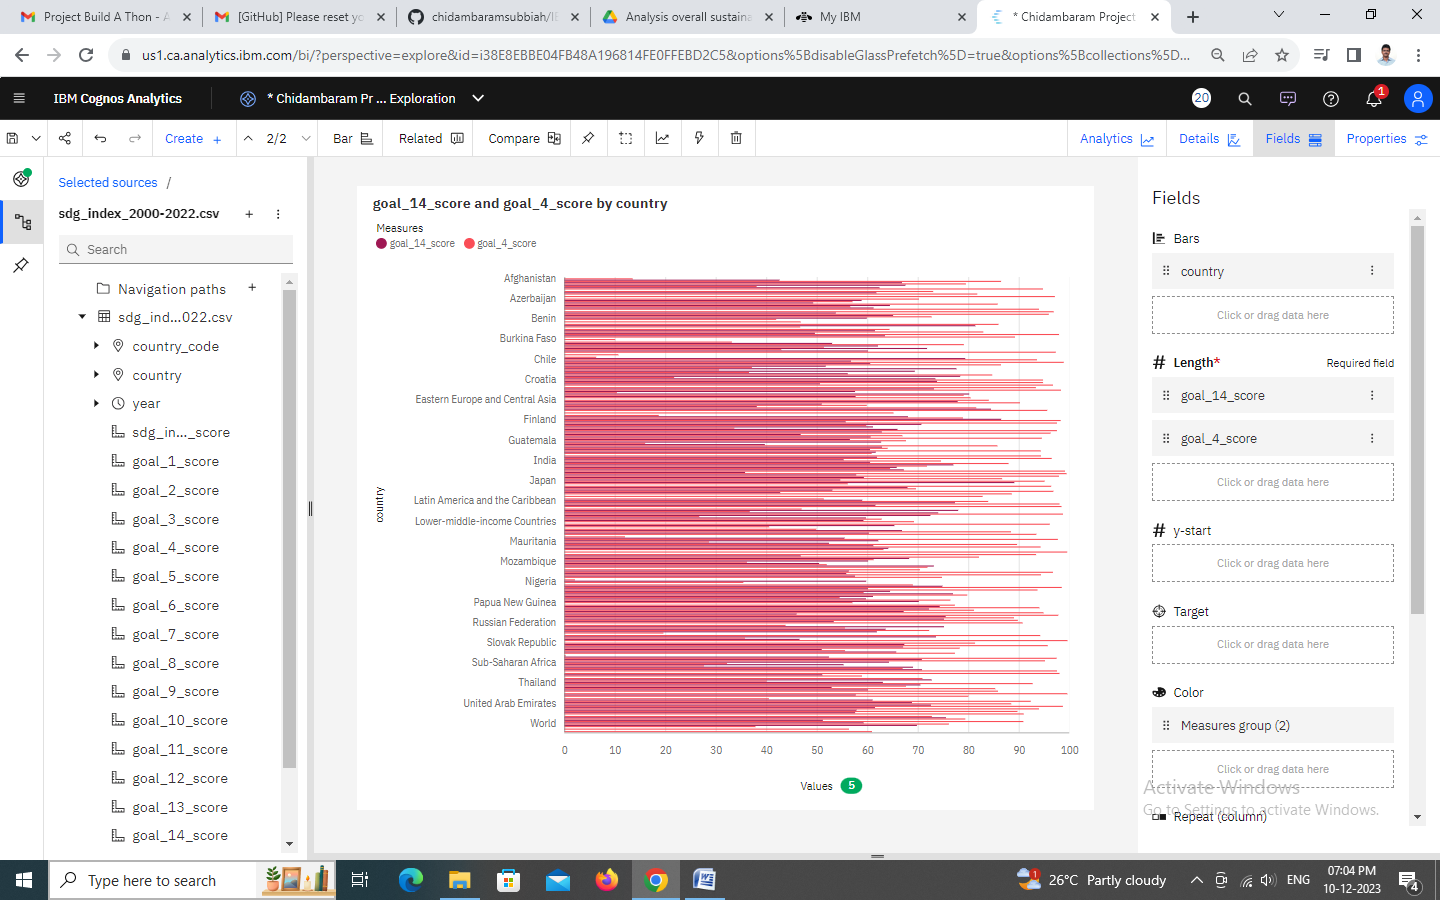 Project Build A Thon - A
[GitHub] Please reset yo
chidambaramsubbiah/IB
Analysis overall sustaina
My IBM
* Chidambaram Project
us1.ca.analytics.ibm.com/bi/?perspective=explore&id=i38E8EBBE04FB48A196814FE0FFEBD2C5&options%5BdisableGlassPrefetch%5D=true&options%5Bcollections%5D...
IBM Cognos Analytics
* Chidambaram Pr ... Exploration
20
1
Create +
2/2
Bar
Related
Compare
Analytics
Details
Fields
Properties
Selected sources /
sdg_index_2000-2022.csv
Search
Navigation paths
sdg_ind...022.csv
country_code
country
year
sdg_in..._score
goal_1_score
goal_2_score
goal_3_score
goal_4_score
goal_5_score
goal_6_score
goal_7_score
goal_8_score
goal_9_score
goal_10_score
goal_11_score
goal_12_score
goal_13_score
goal_14_score
goal_14_score and goal_4_score by country
Measures
goal_14_score goal_4_score
country
Afghanistan
Azerbaijan
Benin
Burkina Faso
Chile
Croatia
Eastern Europe and Central Asia
Finland
Guatemala
India
Japan
Latin America and the Caribbean
Lower-middle-income Countries
Mauritania
Mozambique
Nigeria
Papua New Guinea
Russian Federation
Slovak Republic
Sub-Saharan Africa
Thailand
United Arab Emirates
World
0 10 20 30 40 50 60 70 80 90 100
Values 5
Fields
Bars
country
Click or drag data here
Length* Required field
goal_14_score
goal_4_score
Click or drag data here
y-start
Click or drag data here
Target
Click or drag data here
Color
Measures group (2)
Click or drag data here
Repeat (column)
Activate Windows
Go to Settings to activate Windows.
Type here to search
1
26°C Partly cloudy
ENG
07:04 PM
10-12-2023
4